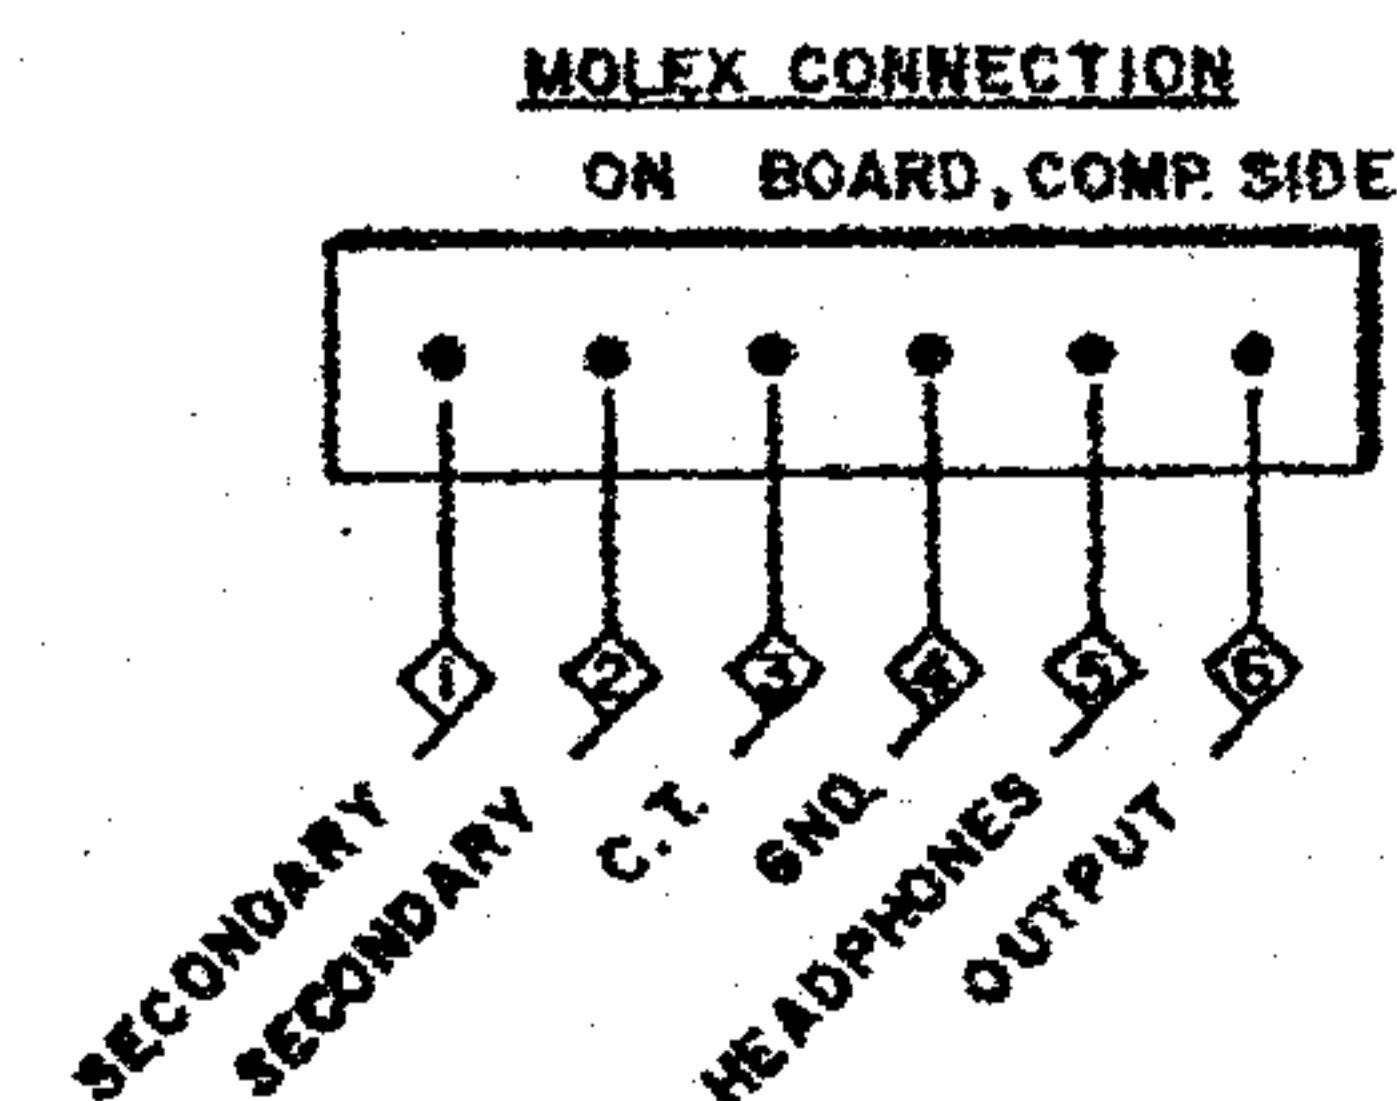 MOLEX CONNECTION
ON BOARD, COMP. SIDE
1 2 3 4 5 6
SECONDARY
SECONDARY
C.T.
GND.
HEADPHONES
OUTPUT